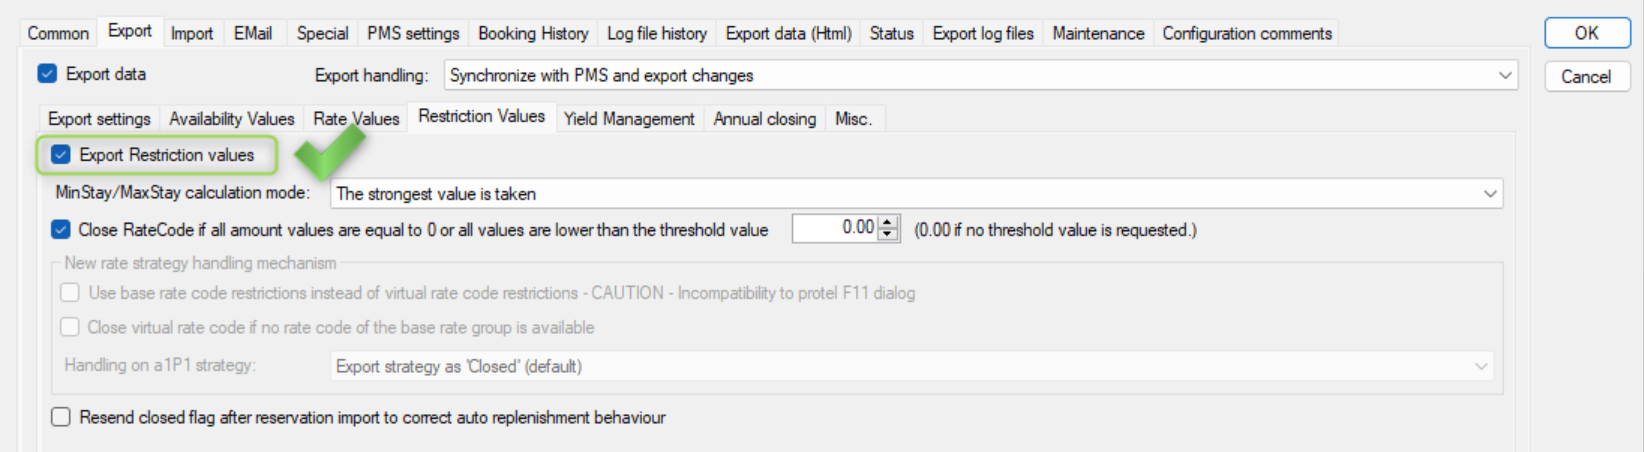 Common Export Import EMail Special PMS settings Booking History Log file history Export data (Html) Status Export log files Maintenance Configuration comments OK
Export data Export handling: Synchronize with PMS and export changes Cancel
Export settings Availability Values Rate Values Restriction Values Yield Management Annual closing Misc.
Export Restriction values
MinStay/MaxStay calculation mode: The strongest value is taken
Close RateCode if all amount values are equal to 0 or all values are lower than the threshold value 0.00 (0.00 if no threshold value is requested.)
New rate strategy handling mechanism
Use base rate code restrictions instead of virtual rate code restrictions - CAUTION - Incompatibility to protel F11 dialog
Close virtual rate code if no rate code of the base rate group is available
Handling on a1P1 strategy: Export strategy as 'Closed' (default)
Resend closed flag after reservation import to correct auto replenishment behaviour